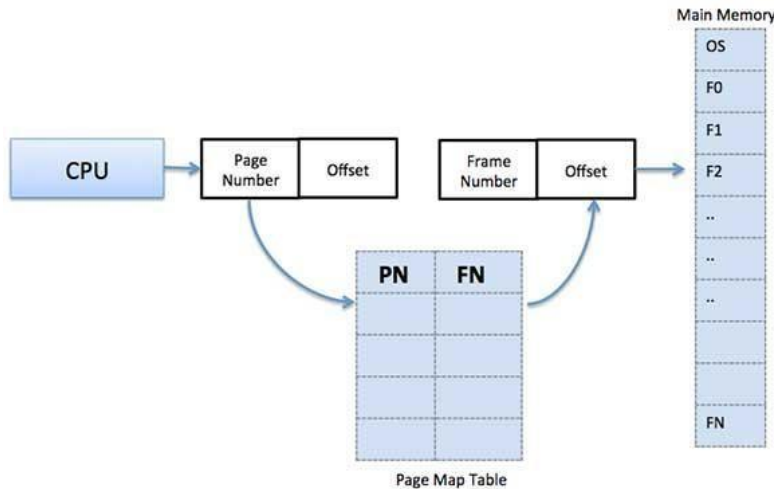 Main Memory
OS
F0
F1
F2
..
..
..
FN
CPU
Page
Number
Offset
Frame
Number
Offset
PN
FN
Page Map Table